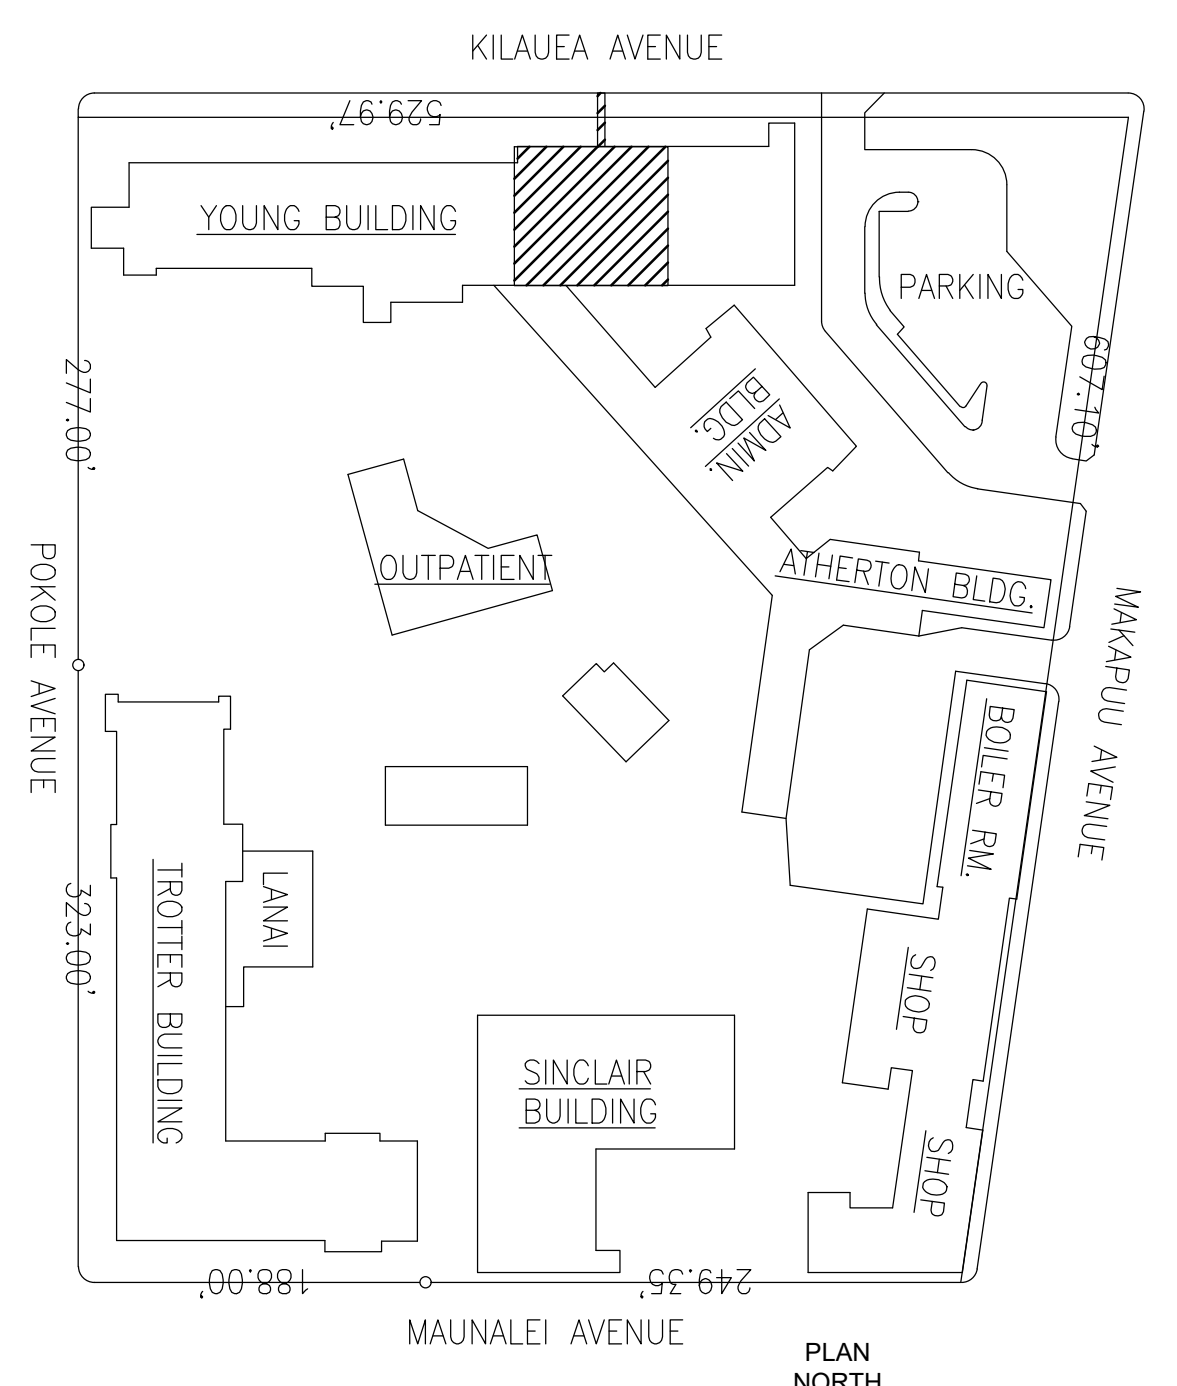 KILAUEA AVENUE
529.97'
YOUNG BUILDING
PARKING
607.10'
277.00'
ADMIN.
BLDG.
OUTPATIENT
ATHERTON BLDG.
POKOLE AVENUE
MAKAPUU AVENUE
BOILER RM.
323.00'
LANAI
TROTTER BUILDING
SHOP
SINCLAIR
BUILDING
SHOP
188.00'
249.35'
MAUNALEI AVENUE
PLAN
NORTH